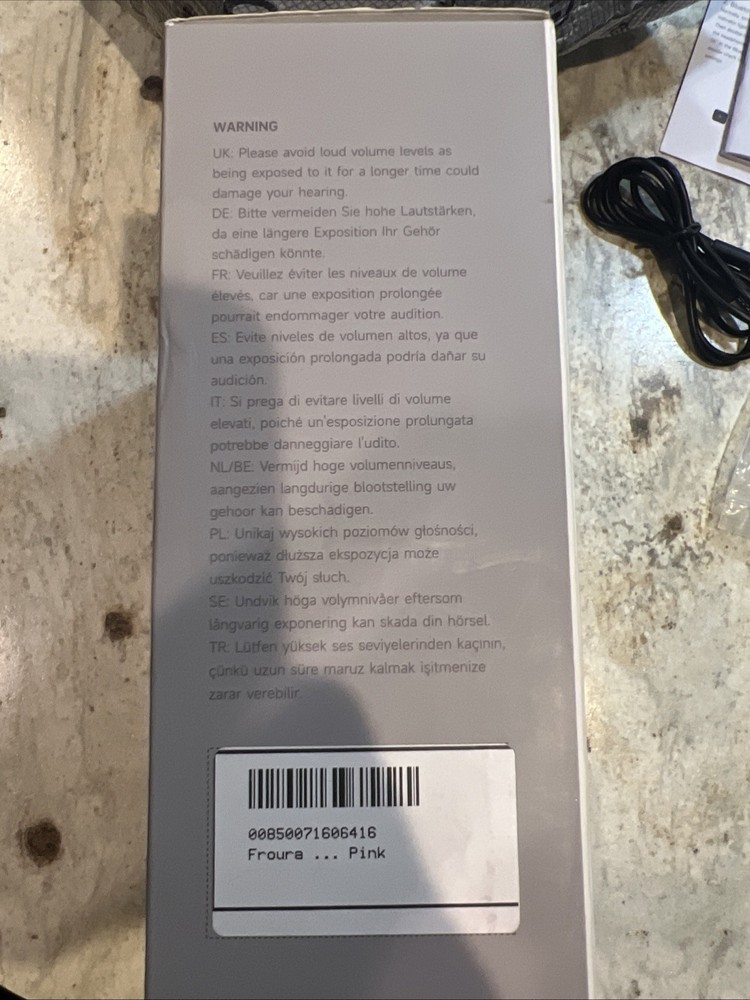 WARNING
UK: Please avoid loud volume levels as
being exposed to it for a longer time could
damage your hearing.
DE: Bitte vermeiden Sie hohe Lautstärken,
da eine längere Exposition Ihr Gehör
schädigen könnte.
FR: Veuillez éviter les niveaux de volume
élevés, car une exposition prolongée
pourrait endommager votre audition.
ES: Evite niveles de volumen altos, ya que
una exposición prolongada podría dañar su
audición.
IT: Si prega di evitare livelli di volume
elevati, poiché un'esposizione prolungata
potrebbe danneggiare l'udito.
NL/BE: Vermijd hoge volumenniveaus,
aangezien langdurige blootstelling uw
gehoor kan beschadigen.
PL: Unikaj wysokich poziomów głośności,
ponieważ dłuższa ekspozycja może
uszkodzić Twój słuch.
SE: Undvik höga volymnivåer eftersom
långvarig exponering kan skada din hörsel.
TR: Lütfen yüksek ses seviyelerinden kaçının,
çünkü uzun süre maruz kalmak işitmenize
zarar verebilir.
00850071606416
Froura ... Pink